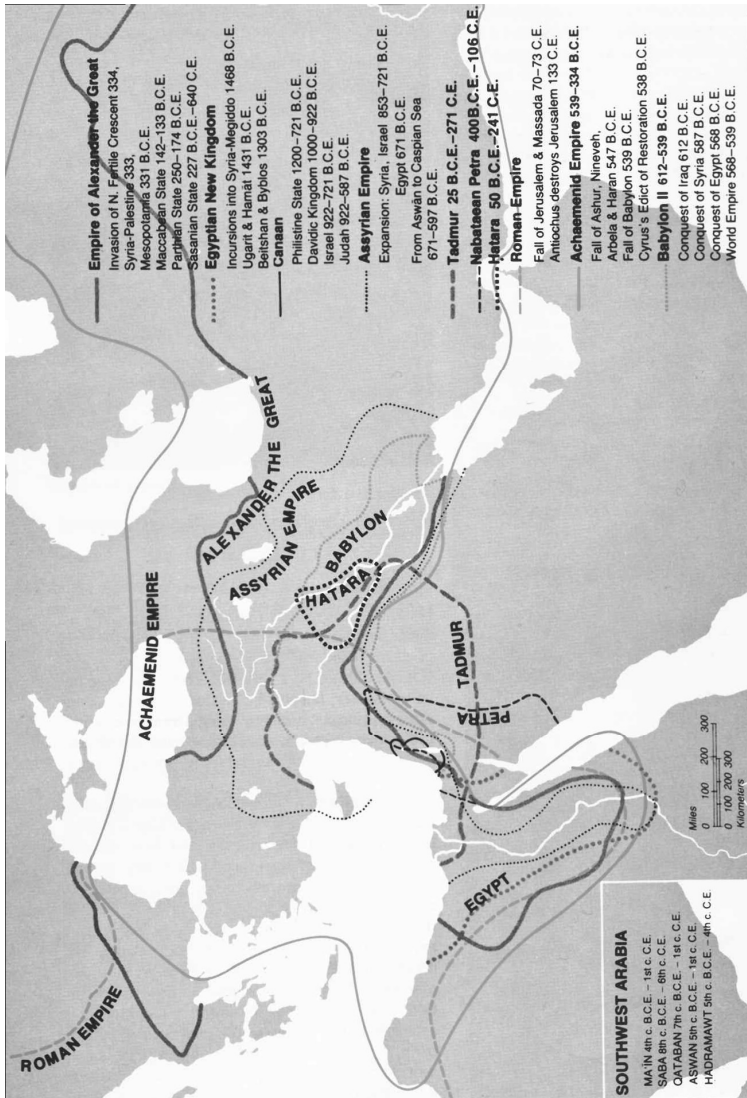 Empire of Alexander the Great
Invasion of N. Fertile Crescent 334,
Syria-Palestine 333,
Mesopotamia 331 B.C.E.
Maccabean State 142–133 B.C.E.
Parthian State 250–174 B.C.E.
Sasanian State 227 B.C.E.–640 C.E.
Egyptian New Kingdom
Incursions into Syria-Megiddo 1468 B.C.E.
Ugarit & Hamāt 1431 B.C.E.
Beitshan & Byblos 1303 B.C.E.
Canaan
Philistine State 1200–721 B.C.E.
Davidic Kingdom 1000–922 B.C.E.
Israel 922–721 B.C.E.
Judah 922–587 B.C.E.
Assyrian Empire
Expansion: Syria, Israel 853–721 B.C.E.
Egypt 671 B.C.E.
From Aswān to Caspian Sea
671–597 B.C.E.
Tadmur 25 B.C.E.–271 C.E.
Nabataean Petra 400 B.C.E.–106 C.E.
Hatara 50 B.C.E.–241 C.E.
Roman Empire
Fall of Jerusalem & Massada 70–73 C.E.
Antiochus destroys Jerusalem 133 C.E.
Achaemenid Empire 539–334 B.C.E.
Fall of Ashur, Nineveh,
Arbela & Haran 547 B.C.E.
Fall of Babylon 539 B.C.E.
Cyrus's Edict of Restoration 538 B.C.E.
Babylon II 612–539 B.C.E.
Conquest of Iraq 612 B.C.E.
Conquest of Syria 587 B.C.E.
Conquest of Egypt 568 B.C.E.
World Empire 568–539 B.C.E.
ROMAN EMPIRE
ACHAEMENID EMPIRE
ALEXANDER THE GREAT
ASSYRIAN EMPIRE
BABYLON
HATARA
TADMUR
PETRA
EGYPT
Miles
0 100 200 300
0 100 200 300
Kilometers
SOUTHWEST ARABIA
MA'ĪN 4th c. B.C.E. – 1st c. C.E.
SABA 8th c. B.C.E. – 6th c. C.E.
QATABAN 7th c. B.C.E. – 1st c. C.E.
ASWAN 5th c. B.C.E. – 1st c. C.E.
HADRAMAWT 5th c. B.C.E. – 4th c. C.E.